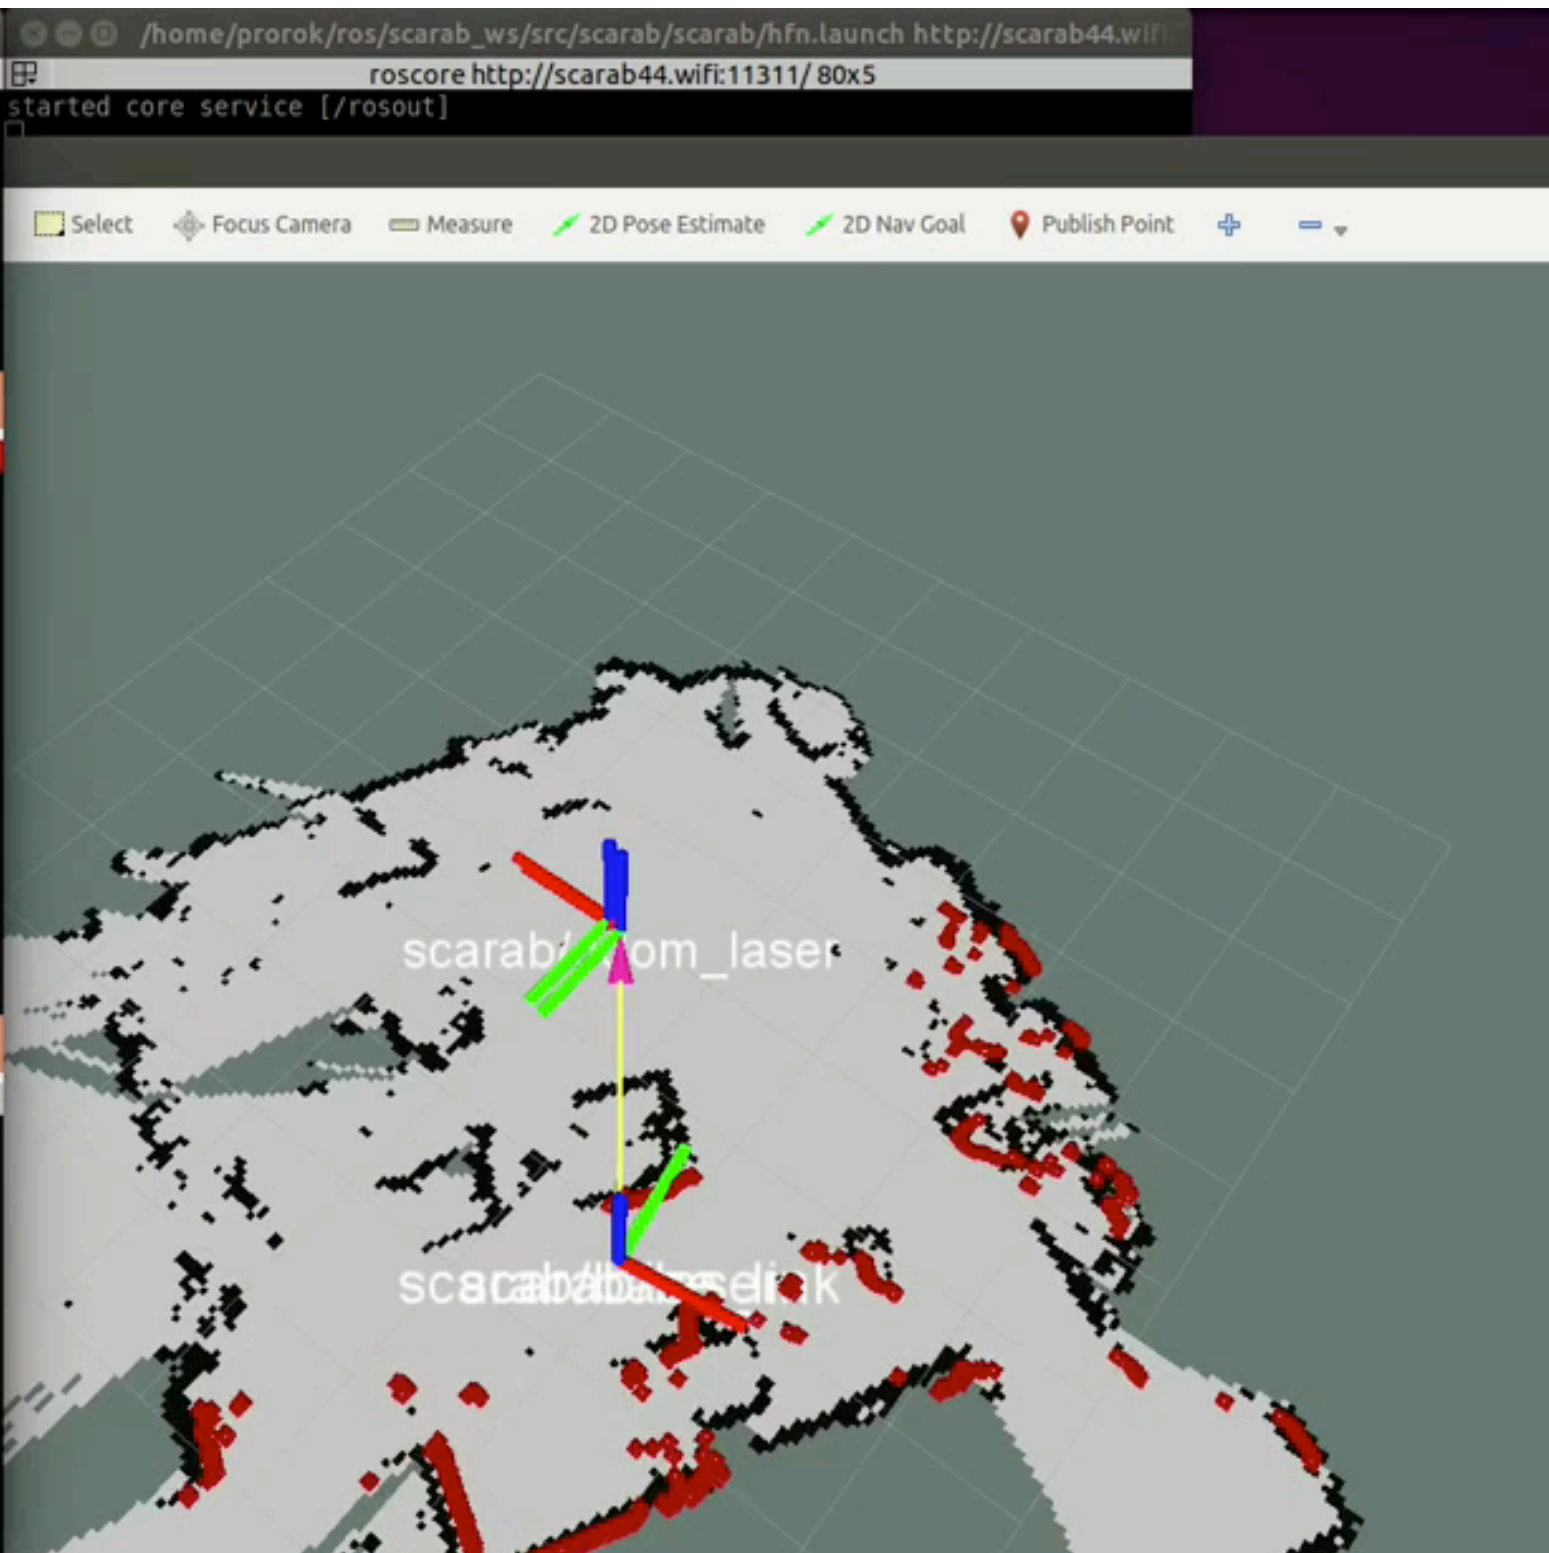 /home/prorok/ros/scarab_ws/src/scarab/scarab/hfn.launch http://scarab44.wifi
roscore http://scarab44.wifi:11311/ 80x5
started core service [/rosout]
Select Focus Camera Measure 2D Pose Estimate 2D Nav Goal Publish Point
scarab/ om_laser